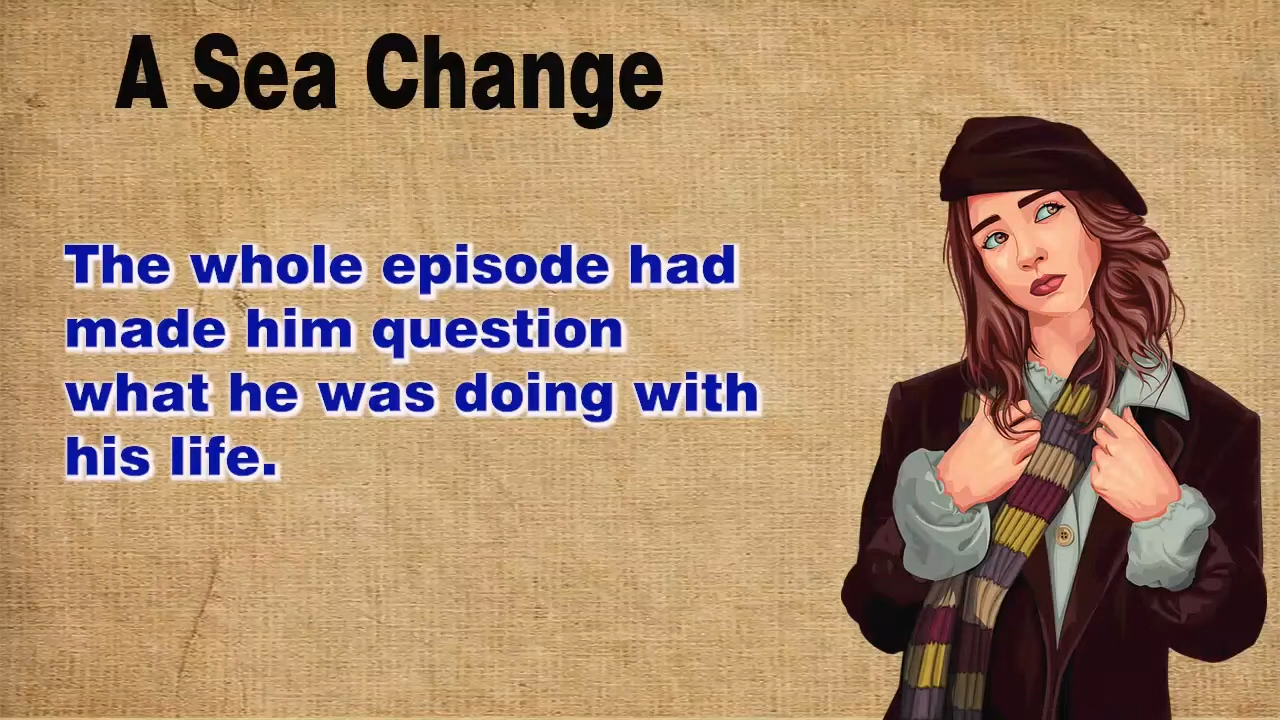 A Sea Change
The whole episode had
made him question
what he was doing with
his life.